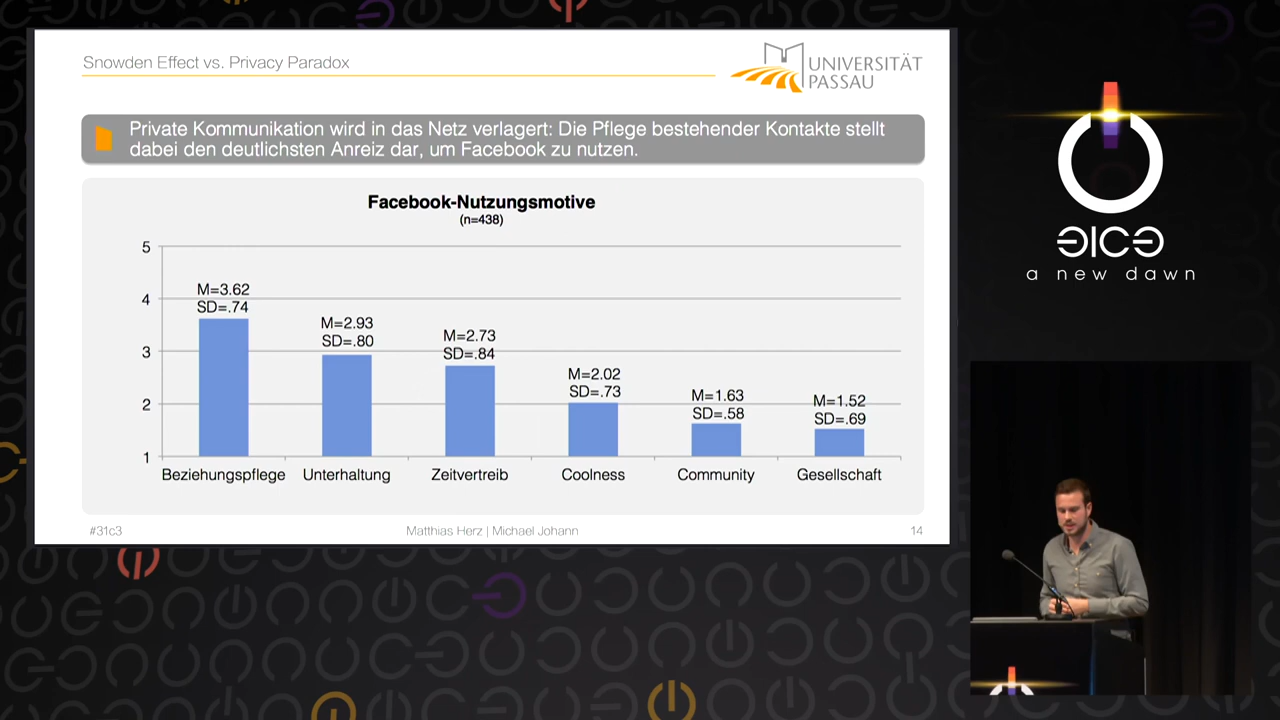 Snowden Effect vs. Privacy Paradox
UNIVERSITÄT
PASSAU
Private Kommunikation wird in das Netz verlagert: Die Pflege bestehender Kontakte stellt
dabei den deutlichsten Anreiz dar, um Facebook zu nutzen.
Facebook-Nutzungsmotive
(n=438)
5
4
3
2
1
M=3.62
SD=.74
M=2.93
SD=.80
M=2.73
SD=.84
M=2.02
SD=.73
M=1.63
SD=.58
M=1.52
SD=.69
Beziehungspflege
Unterhaltung
Zeitvertreib
Coolness
Community
Gesellschaft
#31c3
Matthias Herz | Michael Johann
14
a new dawn